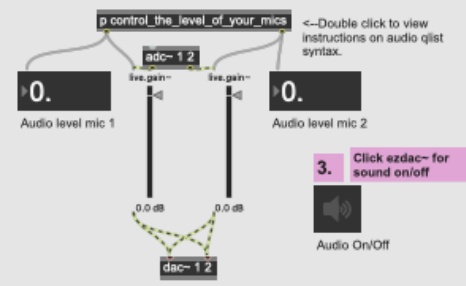 p control_the_level_of_your_mics
<--Double click to view
instructions on audio qlist
syntax.
adc~ 1 2
live.gain~
live.gain~
0.
0.
Audio level mic 1
Audio level mic 2
3.
Click ezdac~ for
sound on/off
0.0 dB
0.0 dB
Audio On/Off
dac~ 1 2